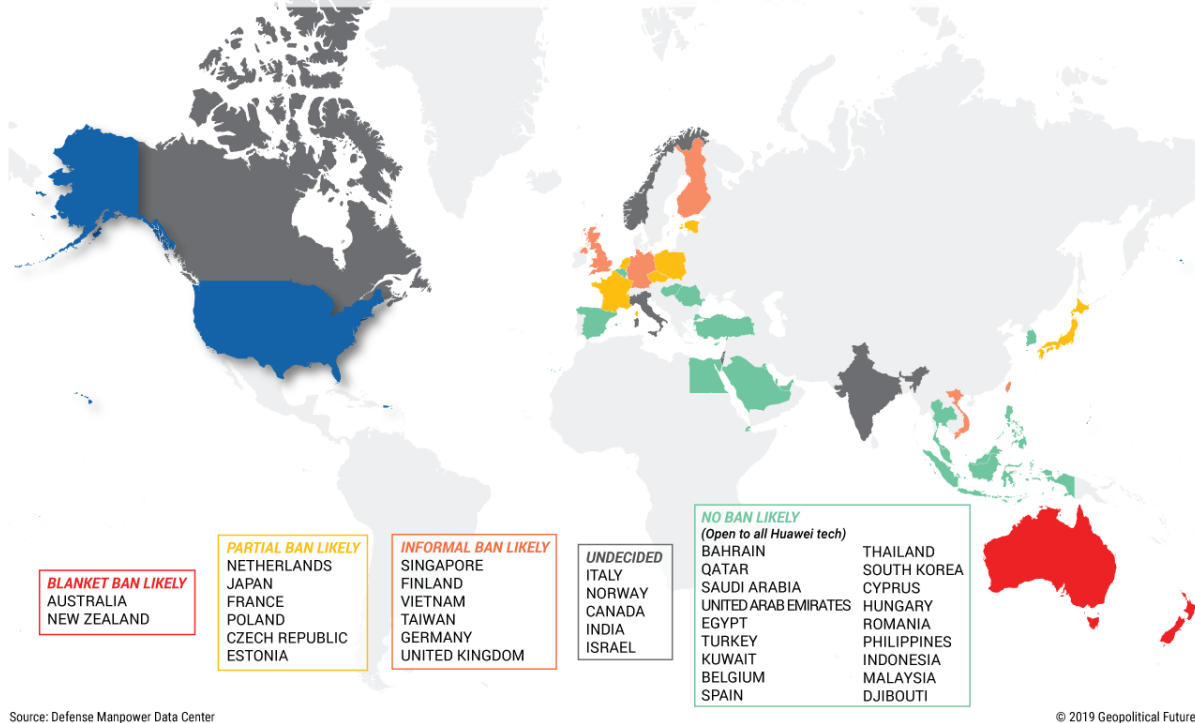 BLANKET BAN LIKELY
AUSTRALIA
NEW ZEALAND
PARTIAL BAN LIKELY
NETHERLANDS
JAPAN
FRANCE
POLAND
CZECH REPUBLIC
ESTONIA
INFORMAL BAN LIKELY
SINGAPORE
FINLAND
VIETNAM
TAIWAN
GERMANY
UNITED KINGDOM
UNDECIDED
ITALY
NORWAY
CANADA
INDIA
ISRAEL
NO BAN LIKELY
(Open to all Huawei tech)
BAHRAIN
QATAR
SAUDI ARABIA
UNITED ARAB EMIRATES
EGYPT
TURKEY
KUWAIT
BELGIUM
SPAIN
THAILAND
SOUTH KOREA
CYPRUS
HUNGARY
ROMANIA
PHILIPPINES
INDONESIA
MALAYSIA
DJIBOUTI
Source: Defense Manpower Data Center
© 2019 Geopolitical Future